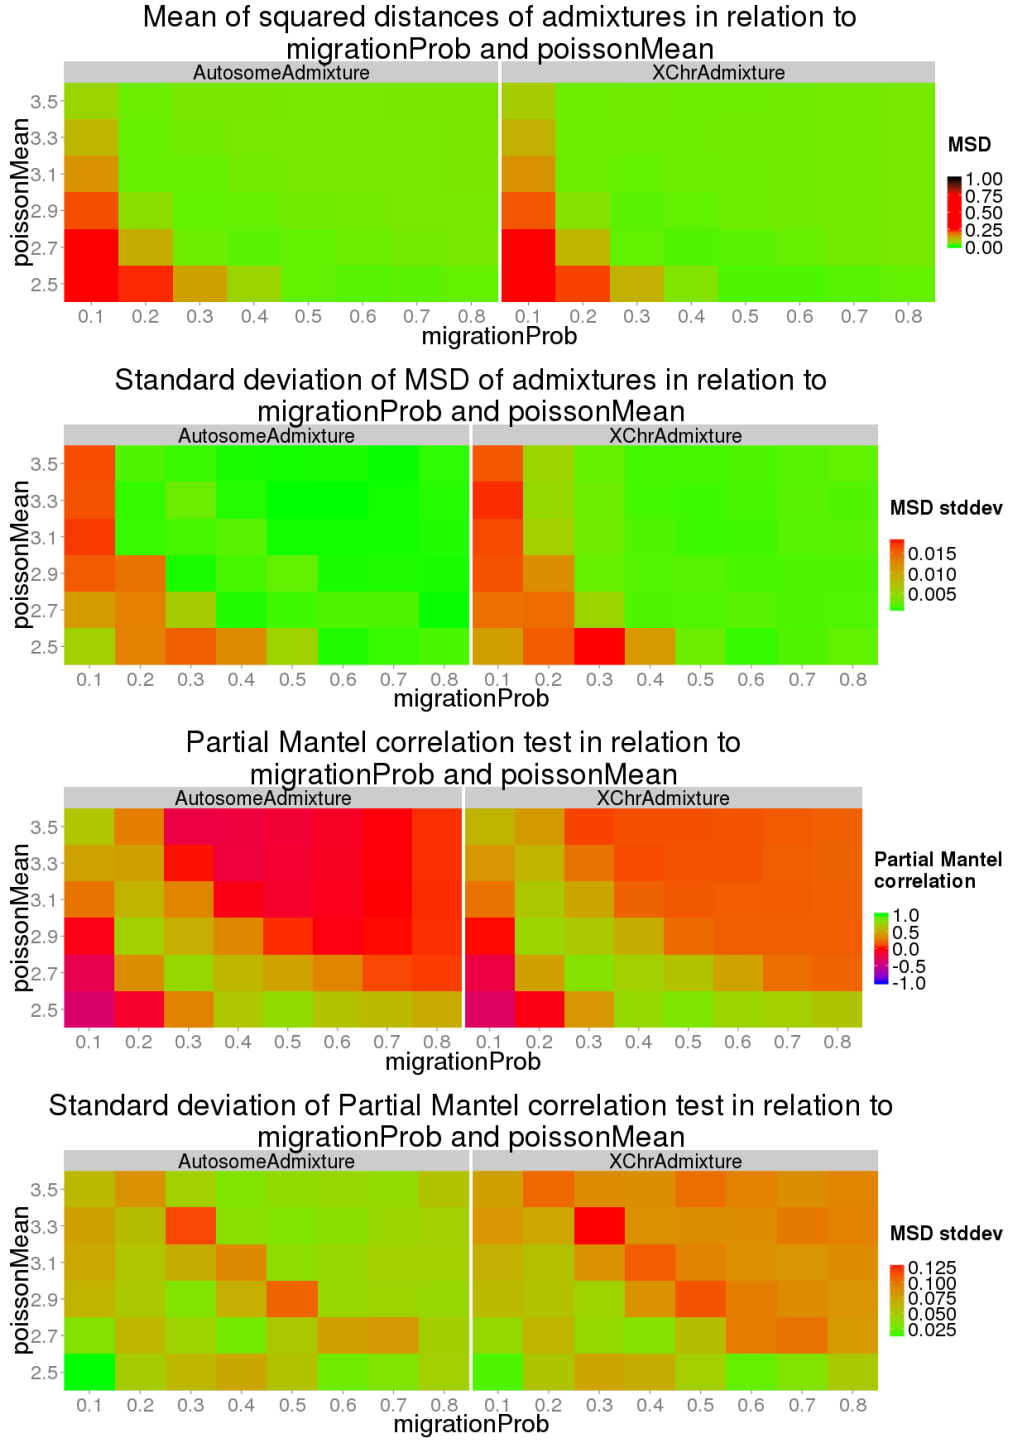 Mean of squared distances of admixtures in relation to
migrationProb and poissonMean
AutosomeAdmixture XChrAdmixture
poissonMean
3.5
3.3
3.1
2.9
2.7
2.5
0.1 0.2 0.3 0.4 0.5 0.6 0.7 0.8 0.1 0.2 0.3 0.4 0.5 0.6 0.7 0.8
migrationProb
MSD
1.00
0.75
0.50
0.25
0.00
Standard deviation of MSD of admixtures in relation to
migrationProb and poissonMean
AutosomeAdmixture XChrAdmixture
poissonMean
3.5
3.3
3.1
2.9
2.7
2.5
0.1 0.2 0.3 0.4 0.5 0.6 0.7 0.8 0.1 0.2 0.3 0.4 0.5 0.6 0.7 0.8
migrationProb
MSD stddev
0.015
0.010
0.005
Partial Mantel correlation test in relation to
migrationProb and poissonMean
AutosomeAdmixture XChrAdmixture
poissonMean
3.5
3.3
3.1
2.9
2.7
2.5
0.1 0.2 0.3 0.4 0.5 0.6 0.7 0.8 0.1 0.2 0.3 0.4 0.5 0.6 0.7 0.8
migrationProb
Partial Mantel
correlation
1.0
0.5
0.0
-0.5
-1.0
Standard deviation of Partial Mantel correlation test in relation to
migrationProb and poissonMean
AutosomeAdmixture XChrAdmixture
poissonMean
3.5
3.3
3.1
2.9
2.7
2.5
0.1 0.2 0.3 0.4 0.5 0.6 0.7 0.8 0.1 0.2 0.3 0.4 0.5 0.6 0.7 0.8
migrationProb
MSD stddev
0.125
0.100
0.075
0.050
0.025